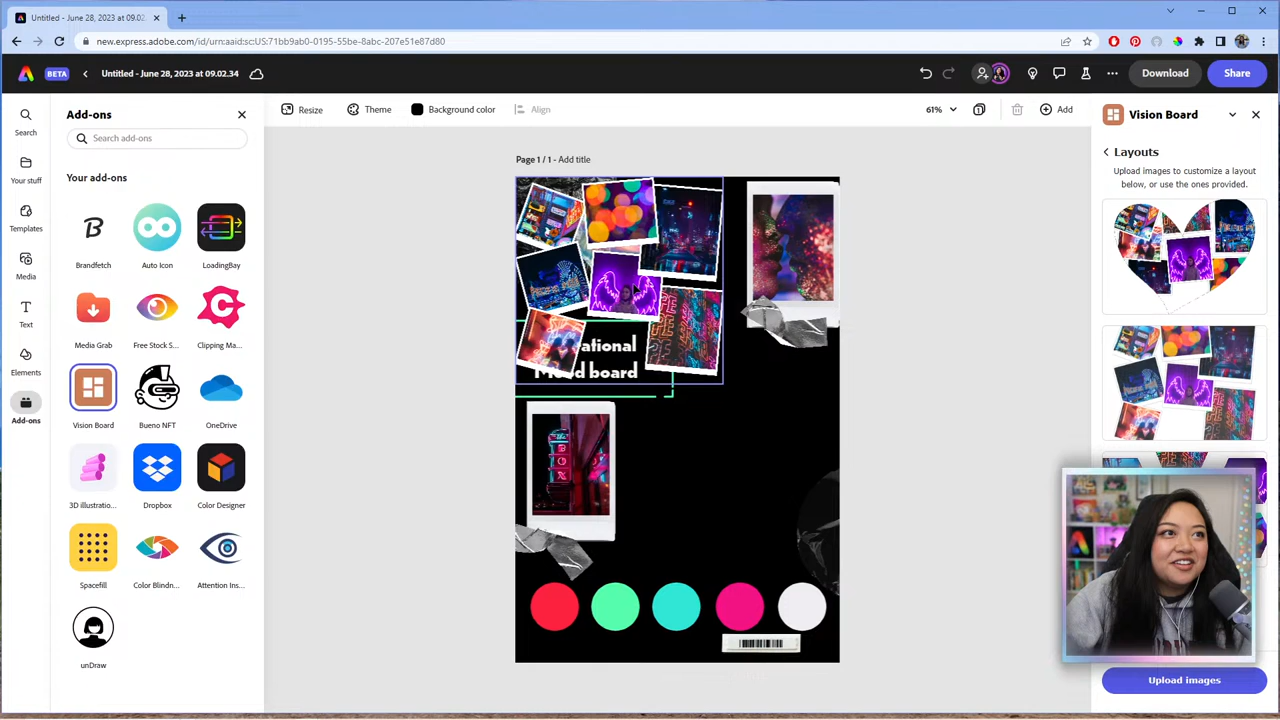 Untitled - June 28, 2023 at 09.02.
new.express.adobe.com/id/urn:aaid:sc:US:71bb9ab0-0195-55be-8abc-207e51e87d80
BETA
Untitled - June 28, 2023 at 09.02.34
Download
Share
Search
Your stuff
Templates
Media
Text
Elements
Add-ons
Add-ons
Search add-ons
Your add-ons
Brandfetch
Auto Icon
LoadingBay
Media Grab
Free Stock S...
Clipping Ma...
Vision Board
Bueno NFT
OneDrive
3D illustratio...
Dropbox
Color Designer
Spacefill
Color Blindn...
Attention Ins...
unDraw
Resize
Theme
Background color
Align
61%
1
Add
Page 1 / 1 - Add title
ational
Mood board
BOX
Vision Board
Layouts
Upload images to customize a layout
below, or use the ones provided.
Upload images